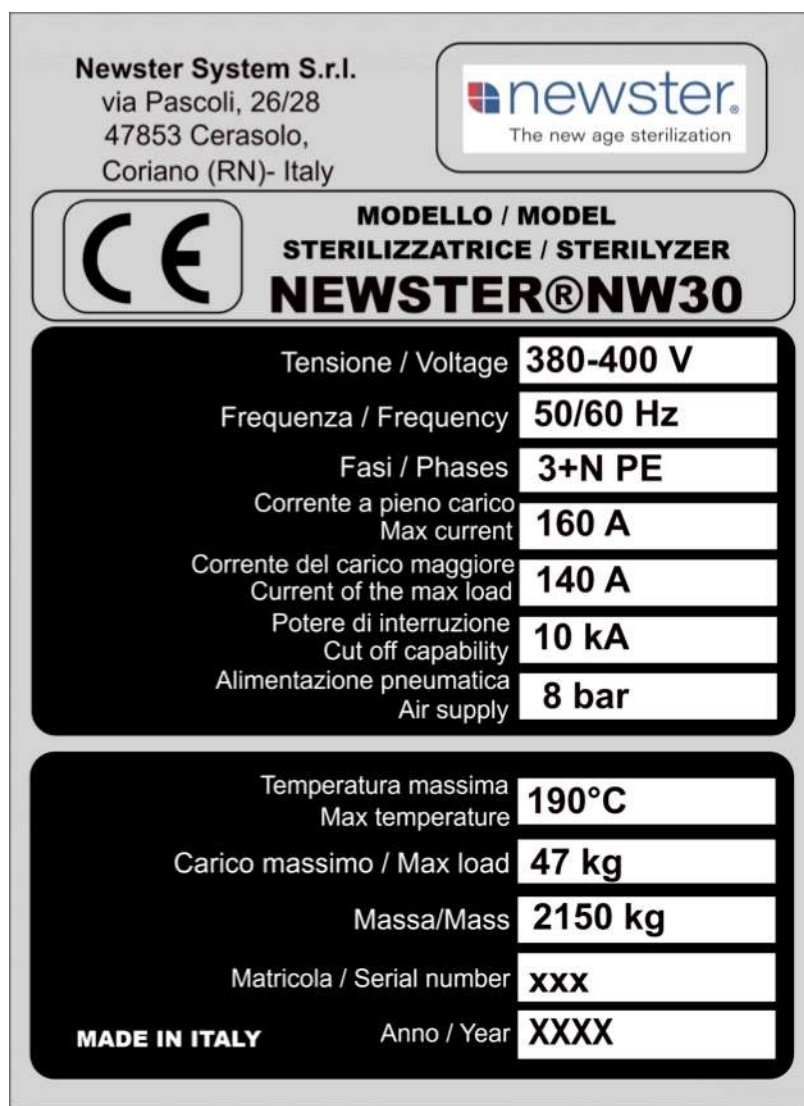 Newster System S.r.l.
via Pascoli, 26/28
47853 Cerasolo,
Coriano (RN)- Italy
newster.
The new age sterilization
CE
MODELLO / MODEL
STERILIZZATRICE / STERILYZER
NEWSTER®NW30
Tensione / Voltage 380-400 V
Frequenza / Frequency 50/60 Hz
Fasi / Phases 3+N PE
Corrente a pieno carico
Max current 160 A
Corrente del carico maggiore
Current of the max load 140 A
Potere di interruzione
Cut off capability 10 kA
Alimentazione pneumatica
Air supply 8 bar
Temperatura massima
Max temperature 190°C
Carico massimo / Max load 47 kg
Massa/Mass 2150 kg
Matricola / Serial number xxx
MADE IN ITALY Anno / Year XXXX